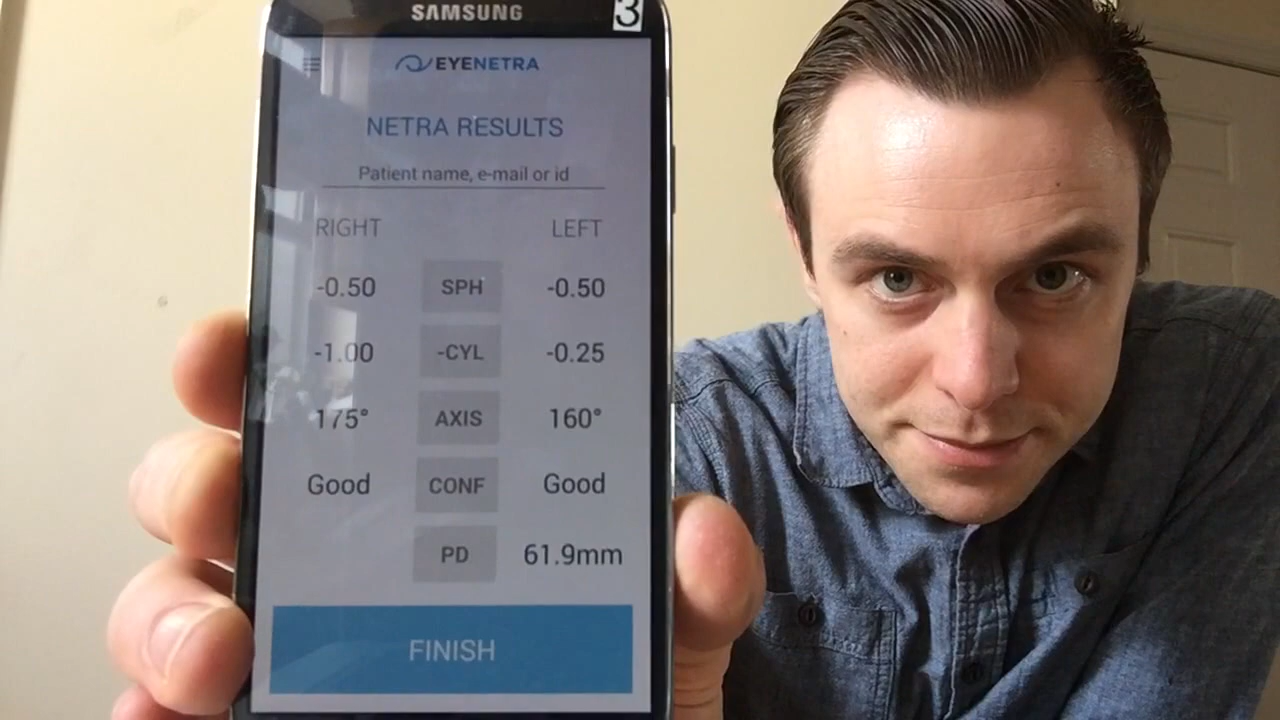 SAMSUNG
3
EYENETRA
NETRA RESULTS
Patient name, e-mail or id
RIGHT LEFT
-0.50 SPH -0.50
-1.00 -CYL -0.25
175° AXIS 160°
Good CONF Good
PD 61.9mm
FINISH